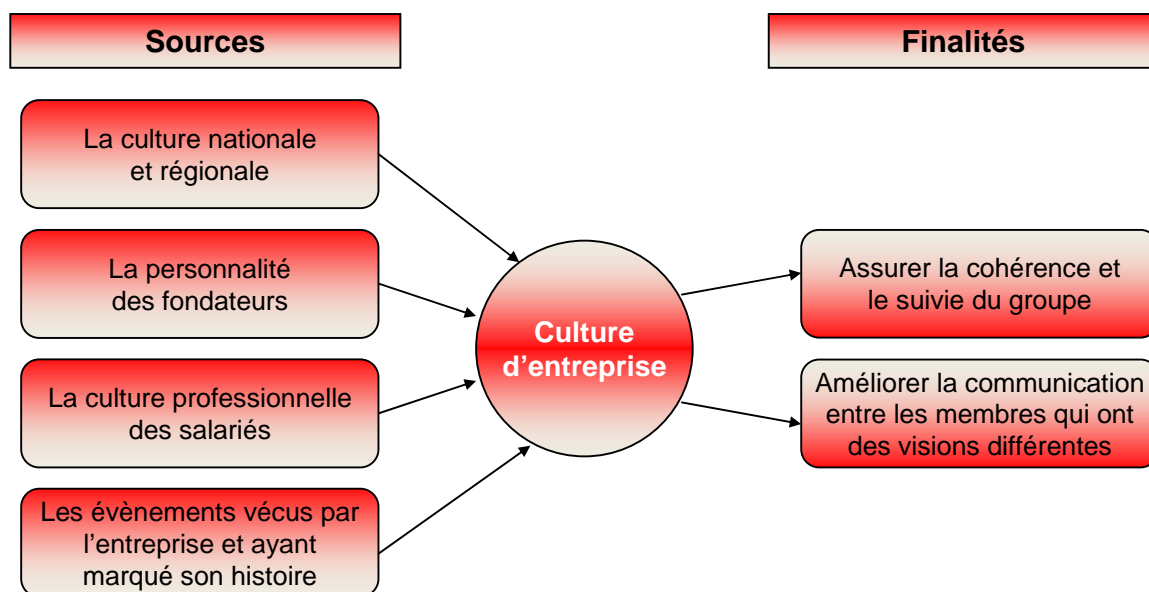 Sources
Finalités
La culture nationale
et régionale
La personnalité
des fondateurs
La culture professionnelle
des salariés
Les évènements vécus par
l’entreprise et ayant
marqué son histoire
Culture
d’entreprise
Assurer la cohérence et
le suivie du groupe
Améliorer la communication
entre les membres qui ont
des visions différentes